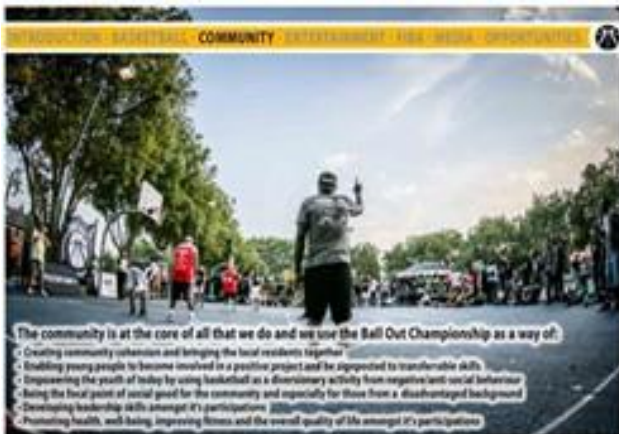 INTRODUCTION BASKETBALL COMMUNITY ENTERTAINMENT FIBA MEDIA OPPORTUNITIES
The community is at the core of all that we do and we use the Ball Out Championship as a way of:
- Creating community cohesion and bringing the local residents together
- Enabling young people to become involved in a positive project and be signposted to transferrable skills
- Empowering the youth of today by using basketball as a diversionary activity from negative/anti-social behaviour
- Being the focal point of social good for the community and especially for those from a disadvantaged background
- Developing leadership skills amongst it's participations
- Promoting health, well-being, improving fitness and the overall quality of life amongst it's participations